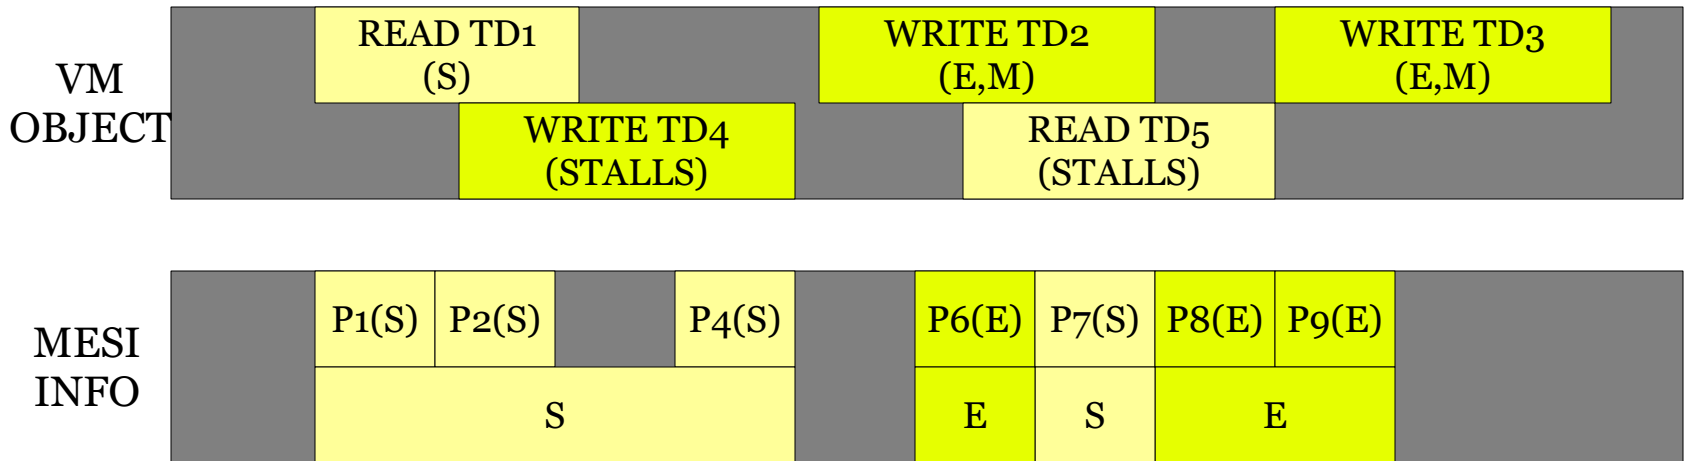 VM
OBJECT
READ TD1
(S)
WRITE TD2
(E,M)
WRITE TD3
(E,M)
WRITE TD4
(STALLS)
READ TD5
(STALLS)
MESI
INFO
P1(S)
P2(S)
P4(S)
P6(E)
P7(S)
P8(E)
P9(E)
S
E
S
E